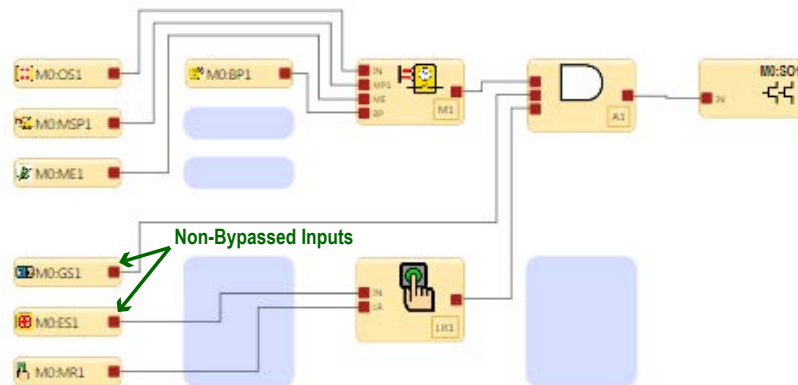 M0:OS1
M0:BP1
IN
MP1
ME
BP
M1
A1
M0:SO1
IN
M0:MSP1
M0:ME1
Non-Bypassed Inputs
M0:GS1
M0:ES1
IN
LR
LR1
M0:MR1